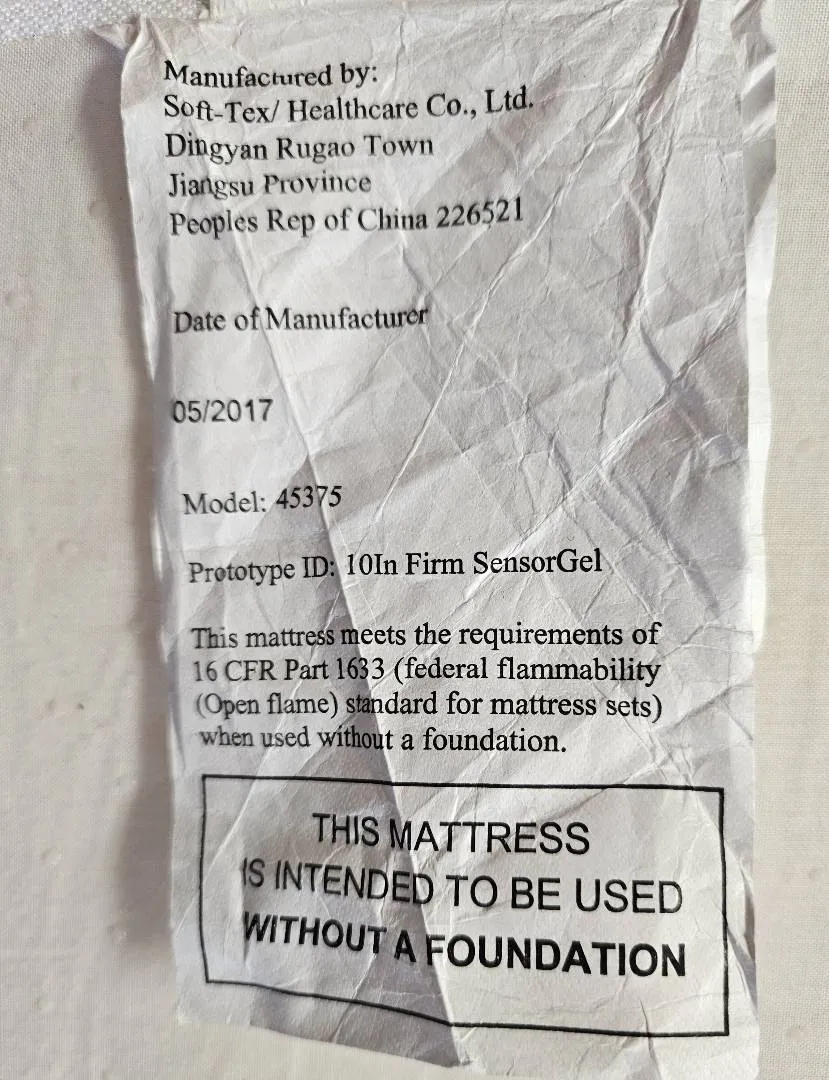 Manufactured by:
Soft-Tex/ Healthcare Co., Ltd.
Dingyan Rugao Town
Jiangsu Province
Peoples Rep of China 226521
Date of Manufacturer
05/2017
Model: 45375
Prototype ID: 10In Firm SensorGel
This mattress meets the requirements of
16 CFR Part 1633 (federal flammability
(Open flame) standard for mattress sets)
when used without a foundation.
THIS MATTRESS
IS INTENDED TO BE USED
WITHOUT A FOUNDATION